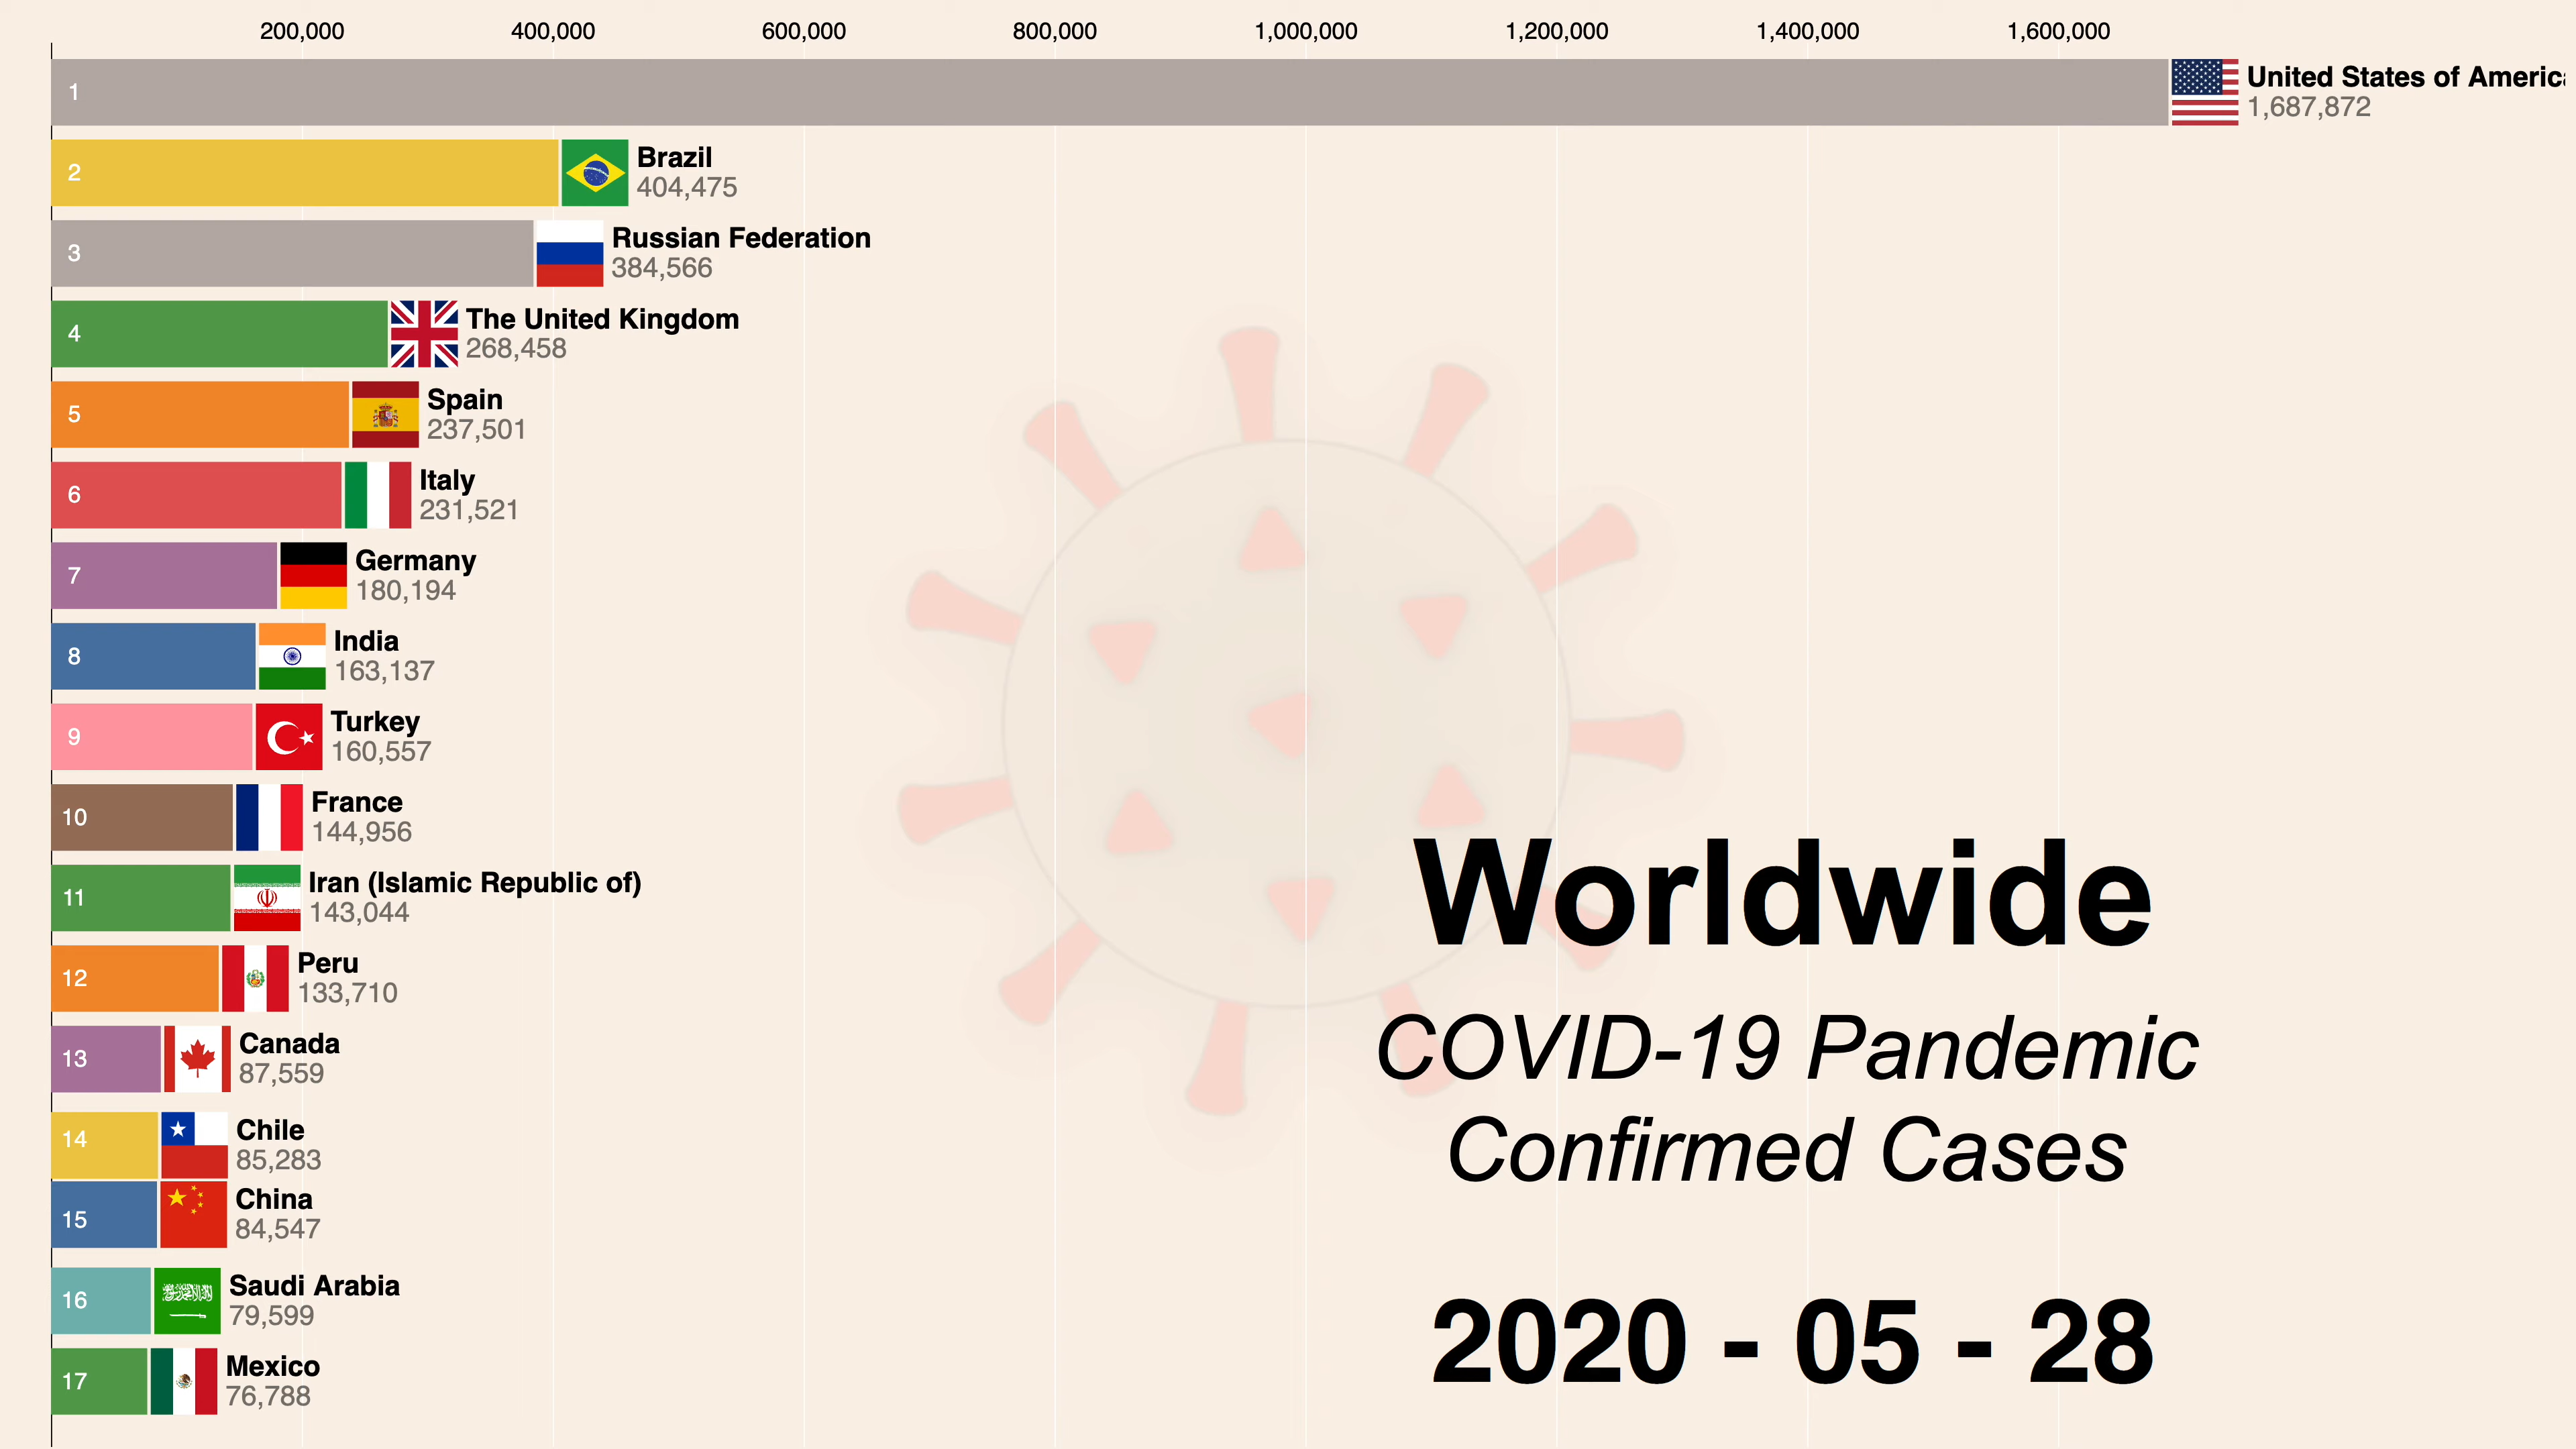 200,000 400,000 600,000 800,000 1,000,000 1,200,000 1,400,000 1,600,000
1
United States of America
1,687,872
2
Brazil
404,475
3
Russian Federation
384,566
4
The United Kingdom
268,458
5
Spain
237,501
6
Italy
231,521
7
Germany
180,194
8
India
163,137
9
Turkey
160,557
10
France
144,956
11
Iran (Islamic Republic of)
143,044
12
Peru
133,710
13
Canada
87,559
14
Chile
85,283
15
China
84,547
16
Saudi Arabia
79,599
17
Mexico
76,788
Worldwide
COVID-19 Pandemic
Confirmed Cases
2020 - 05 - 28